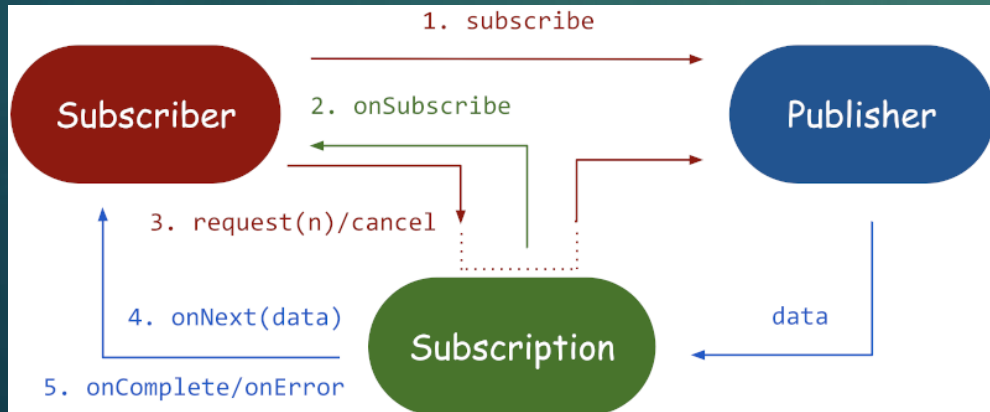 1. subscribe
Subscriber
2. onSubscribe
Publisher
3. request(n)/cancel
4. onNext(data)
data
Subscription
5. onComplete/onError